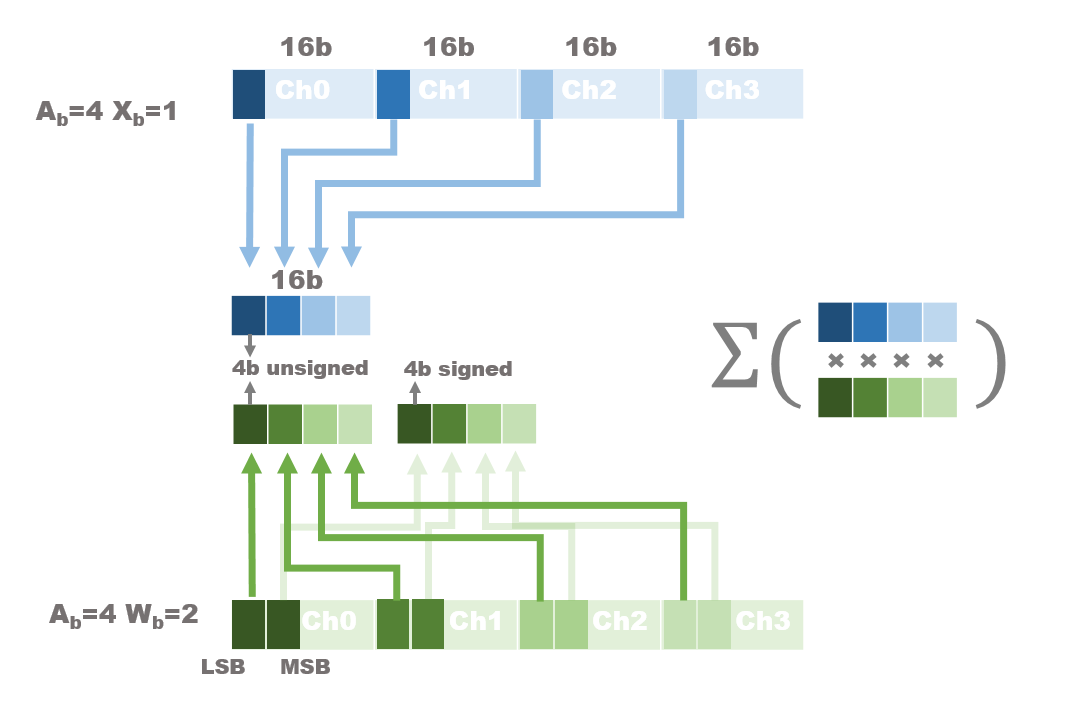 16b 16b 16b 16b
Ch0 Ch1 Ch2 Ch3
Ab=4 Xb=1
16b
4b unsigned 4b signed
Σ( × × × × )
Ab=4 Wb=2
Ch0 Ch1 Ch2 Ch3
LSB MSB